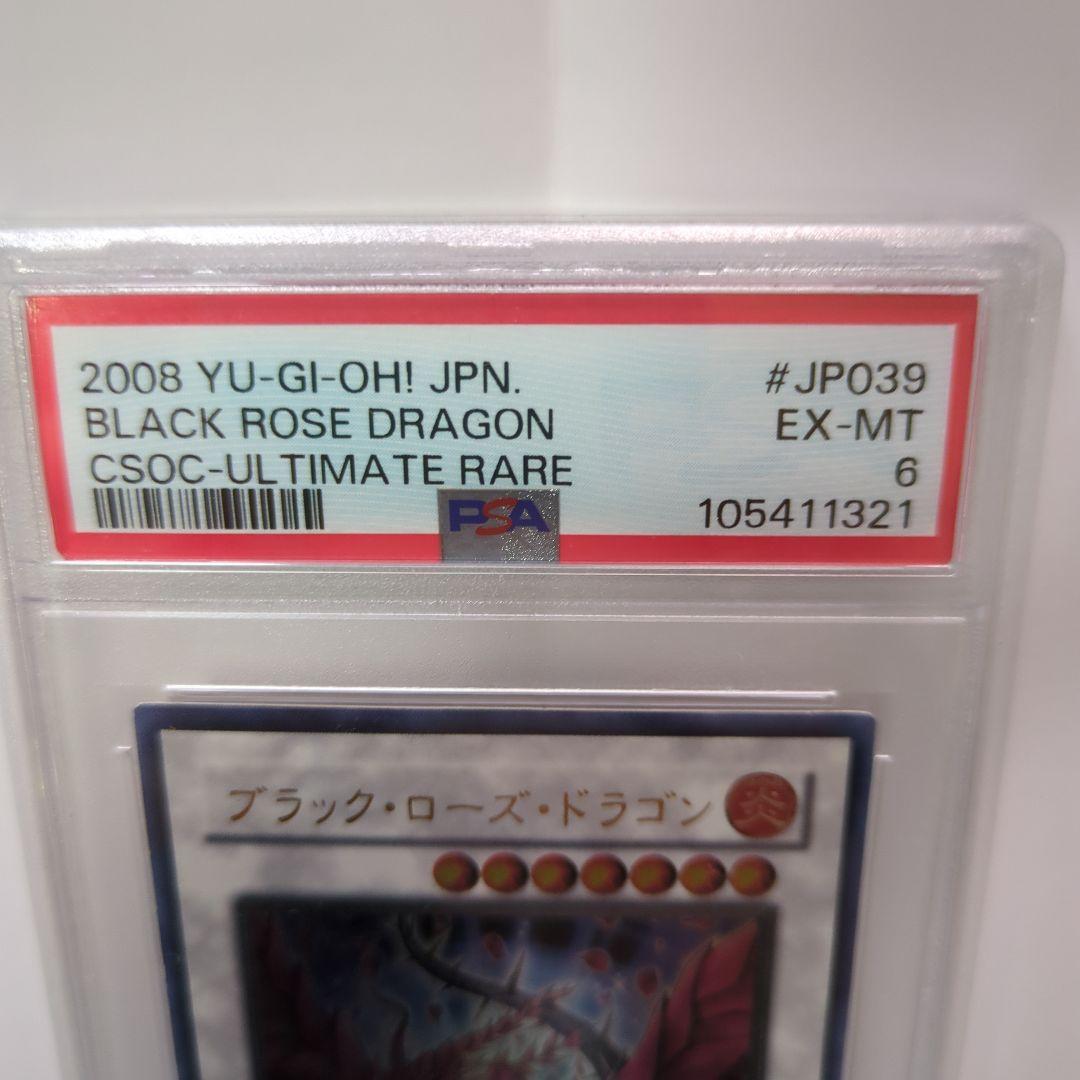 2008 YU-GI-OH! JPN. #JP039
BLACK ROSE DRAGON EX-MT
CSOC-ULTIMATE RARE 6
PSA 105411321
ブラック・ローズ・ドラゴン 炎